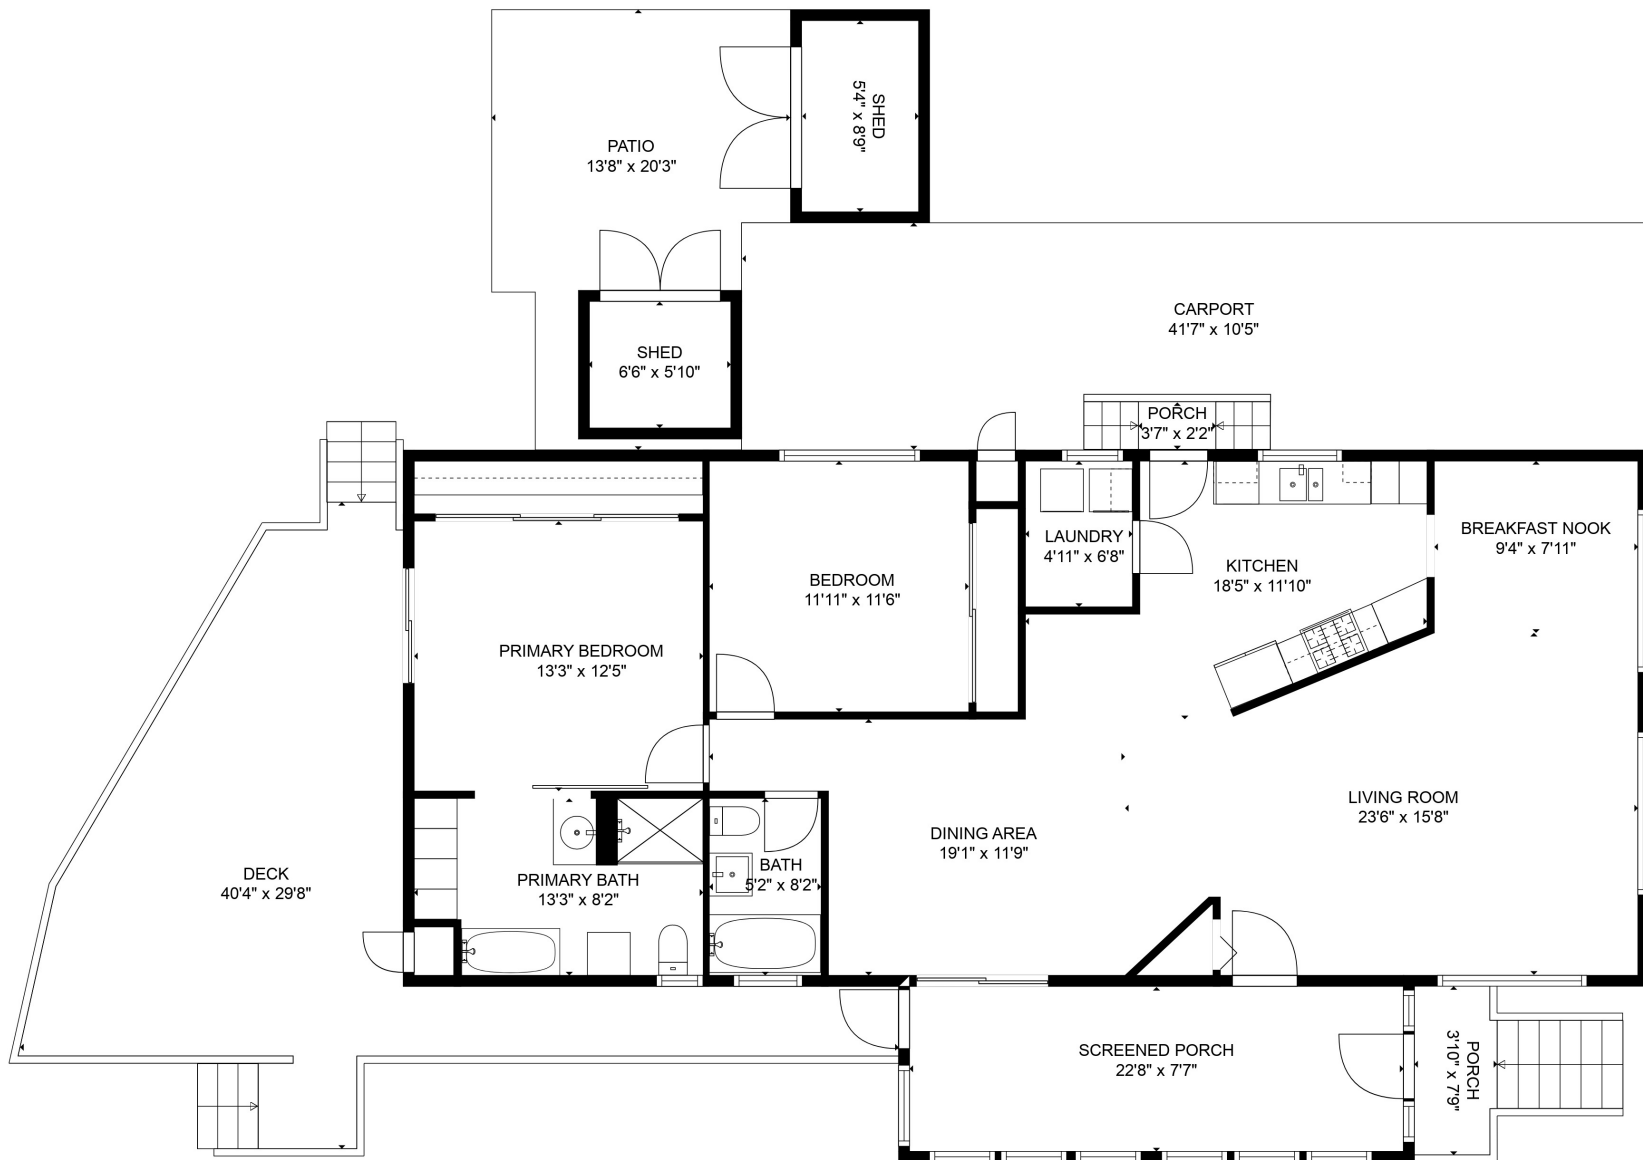 PATIO
13'8" x 20'3"
SHED
5'4" x 8'9"
CARPORT
41'7" x 10'5"
SHED
6'6" x 5'10"
PORCH
3'7" x 2'2"
LAUNDRY
4'11" x 6'8"
KITCHEN
18'5" x 11'10"
BREAKFAST NOOK
9'4" x 7'11"
BEDROOM
11'11" x 11'6"
PRIMARY BEDROOM
13'3" x 12'5"
LIVING ROOM
23'6" x 15'8"
DINING AREA
19'1" x 11'9"
DECK
40'4" x 29'8"
PRIMARY BATH
13'3" x 8'2"
BATH
5'2" x 8'2"
SCREENED PORCH
22'8" x 7'7"
PORCH
3'10" x 7'9"